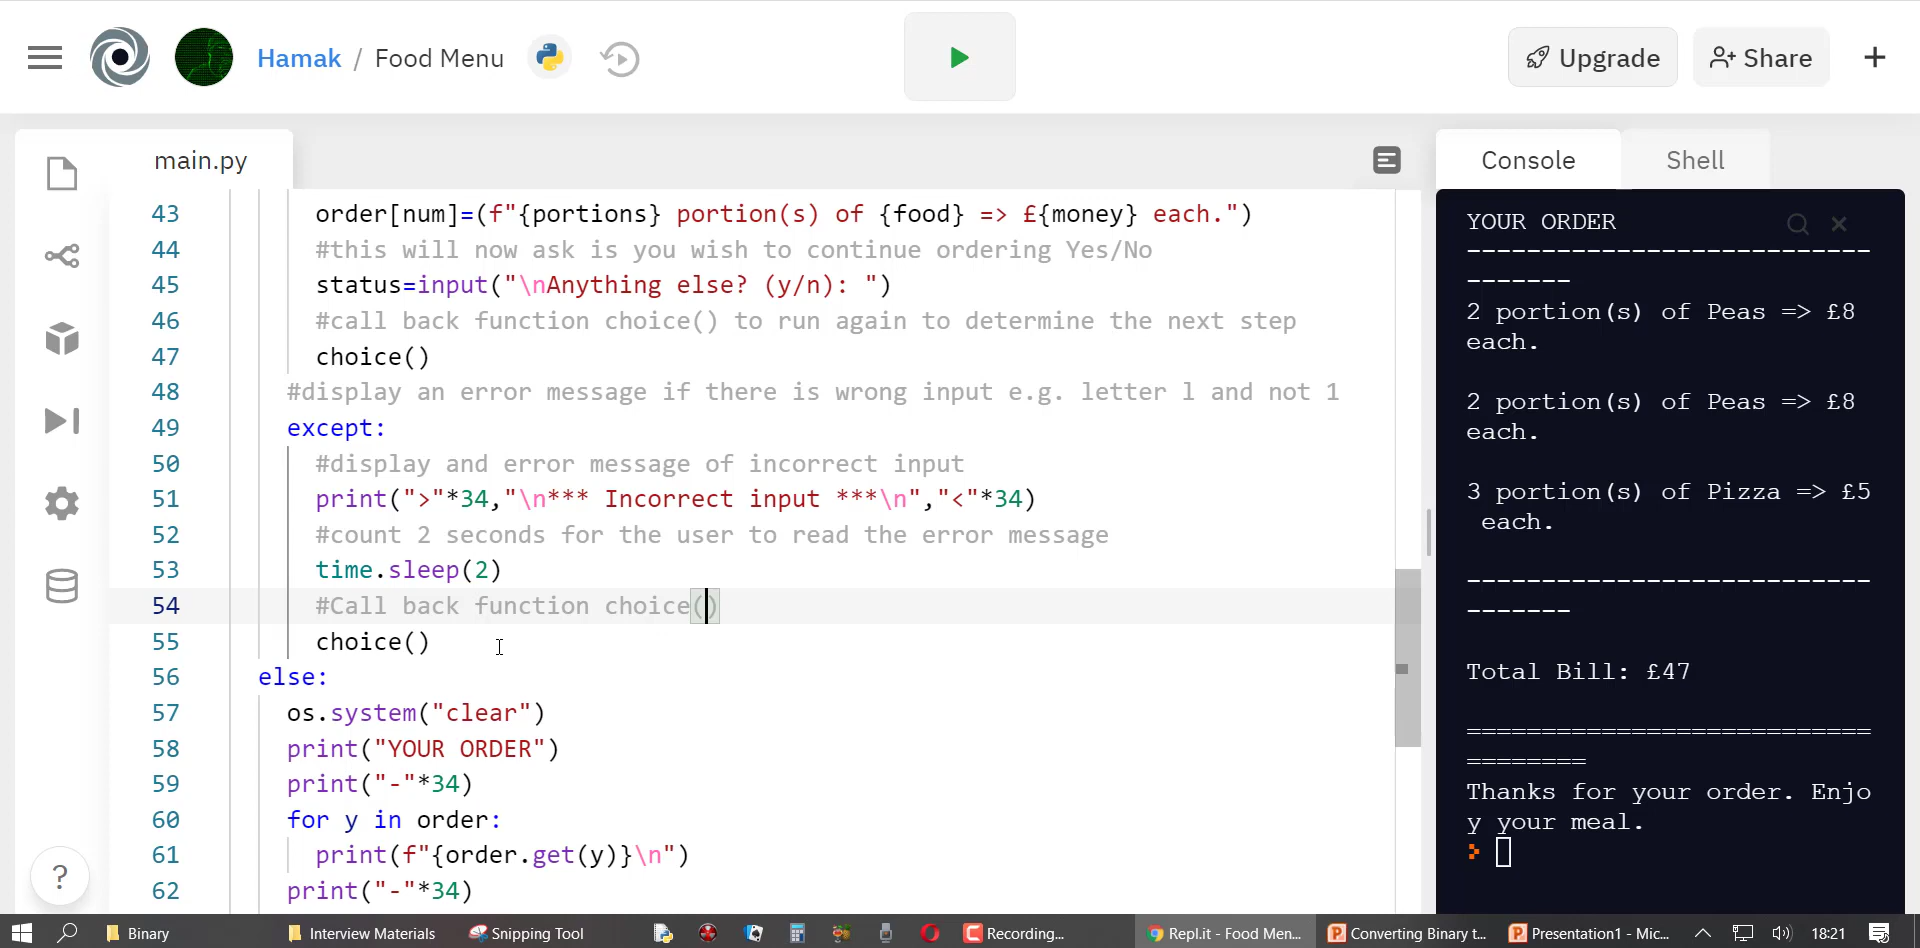 Hamak / Food Menu
Upgrade
Share
main.py
Console
Shell
43 order[num]=(f"{portions} portion(s) of {food} => £{money} each.")
44 #this will now ask is you wish to continue ordering Yes/No
45 status=input("\nAnything else? (y/n): ")
46 #call back function choice() to run again to determine the next step
47 choice()
48 #display an error message if there is wrong input e.g. letter l and not 1
49 except:
50 #display and error message of incorrect input
51 print(">"*34,"\n*** Incorrect input ***\n","<"*34)
52 #count 2 seconds for the user to read the error message
53 time.sleep(2)
54 #Call back function choice()
55 choice()
56 else:
57 os.system("clear")
58 print("YOUR ORDER")
59 print("-"*34)
60 for y in order:
61 print(f"{order.get(y)}\n")
62 print("-"*34)
YOUR ORDER
---------------------------
-------
2 portion(s) of Peas => £8
each.
2 portion(s) of Peas => £8
each.
3 portion(s) of Pizza => £5
each.
---------------------------
-------
Total Bill: £47
===========================
========
Thanks for your order. Enjo
y your meal.
?
Binary
Interview Materials
Snipping Tool
Recording...
Repl.it - Food Men...
Converting Binary t...
Presentation1 - Mic...
18:21